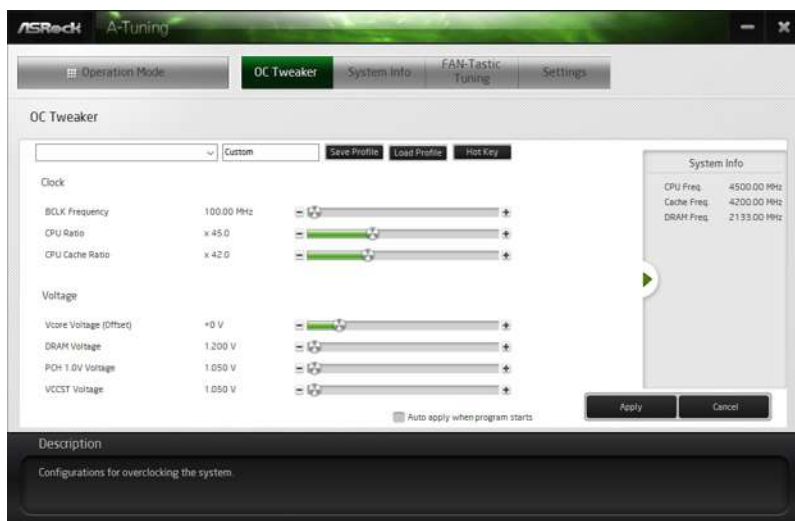 ASRock A-Tuning
Operation Mode OC Tweaker System Info FAN-Tastic Tuning Settings
OC Tweaker
Custom Save Profile Load Profile Hot Key
System Info
Clock
CPU Freq. 4500.00 MHz
Cache Freq. 4200.00 MHz
DRAM Freq. 2133.00 MHz
BCLK Frequency 100.00 MHz
CPU Ratio x 45.0
CPU Cache Ratio x 42.0
Voltage
Vcore Voltage (Offset) +0 V
DRAM Voltage 1.200 V
PCH 1.0V Voltage 1.050 V
VCCST Voltage 1.050 V
Auto apply when program starts
Apply Cancel
Description
Configurations for overclocking the system.